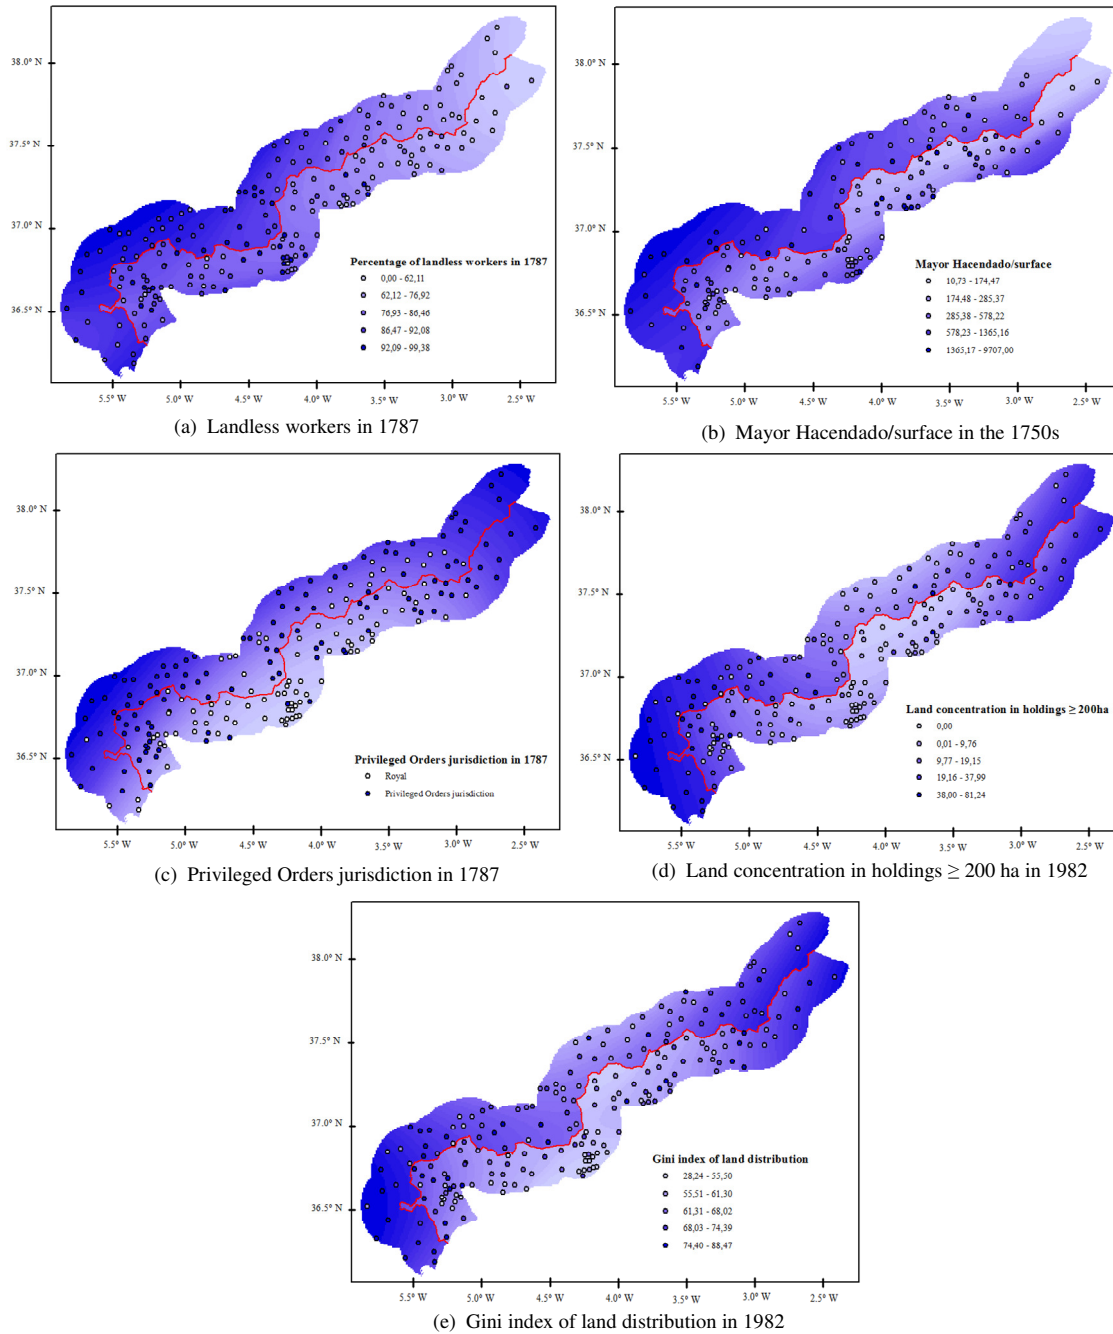 38.0° N
37.5° N
37.0° N
36.5° N
Percentage of landless workers in 1787
0,00 - 62,11
62,12 - 76,92
76,93 - 86,46
86,47 - 92,08
92,09 - 99,38
5.5° W 5.0° W 4.5° W 4.0° W 3.5° W 3.0° W 2.5° W
(a) Landless workers in 1787
38.0° N
37.5° N
37.0° N
36.5° N
Mayor Hacendado/surface
10,73 - 174,47
174,48 - 285,37
285,38 - 578,22
578,23 - 1365,16
1365,17 - 9707,00
5.5° W 5.0° W 4.5° W 4.0° W 3.5° W 3.0° W 2.5° W
(b) Mayor Hacendado/surface in the 1750s
38.0° N
37.5° N
37.0° N
36.5° N
Privileged Orders jurisdiction in 1787
Royal
Privileged Orders jurisdiction
5.5° W 5.0° W 4.5° W 4.0° W 3.5° W 3.0° W 2.5° W
(c) Privileged Orders jurisdiction in 1787
38.0° N
37.5° N
37.0° N
36.5° N
Land concentration in holdings ≥ 200ha
0,00
0,01 - 9,76
9,77 - 19,15
19,16 - 37,99
38,00 - 81,24
5.5° W 5.0° W 4.5° W 4.0° W 3.5° W 3.0° W 2.5° W
(d) Land concentration in holdings ≥ 200 ha in 1982
38.0° N
37.5° N
37.0° N
36.5° N
Gini index of land distribution
28,24 - 55,50
55,51 - 61,30
61,31 - 68,02
68,03 - 74,39
74,40 - 88,47
5.5° W 5.0° W 4.5° W 4.0° W 3.5° W 3.0° W 2.5° W
(e) Gini index of land distribution in 1982